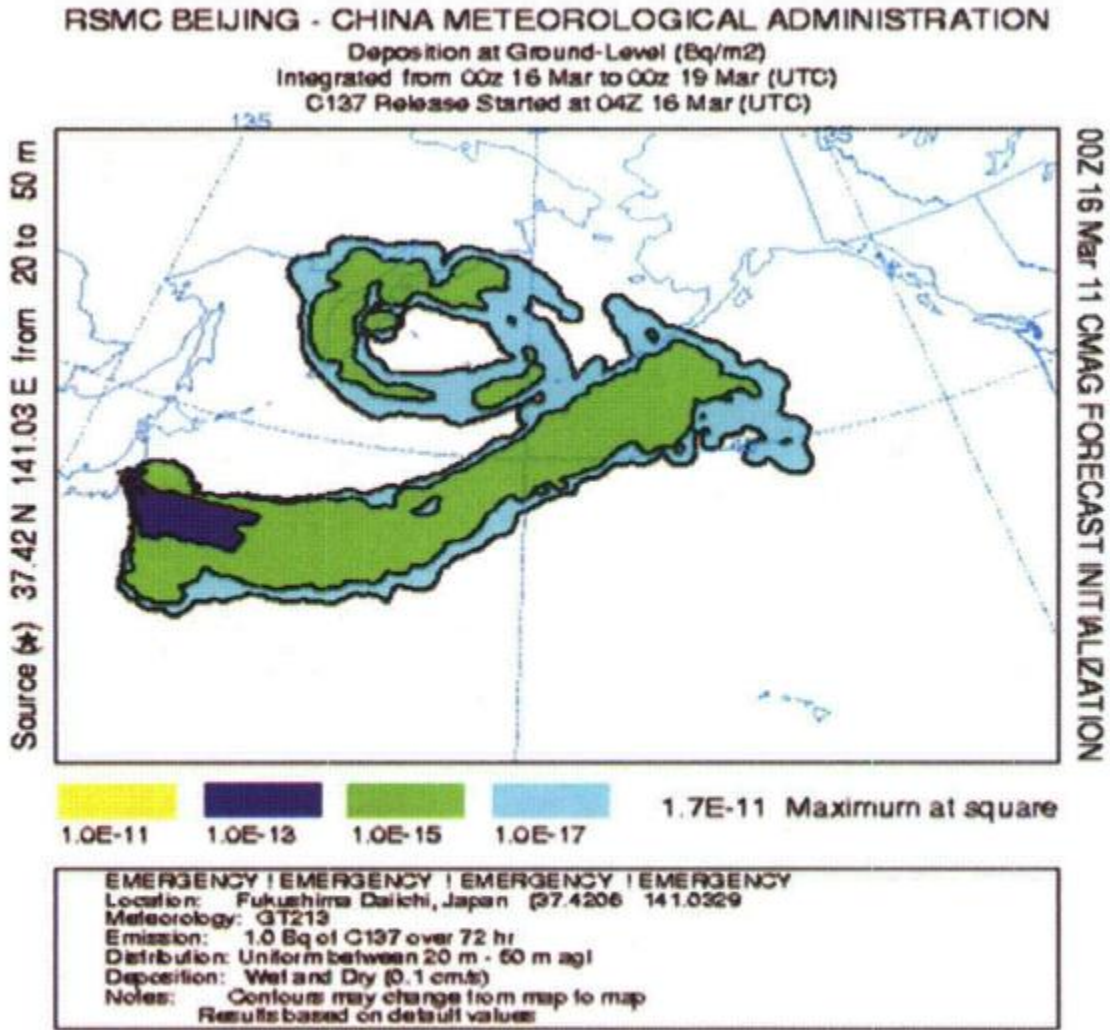 RSMC BEIJING - CHINA METEOROLOGICAL ADMINISTRATION
Deposition at Ground-Level (Bq/m2)
Integrated from 00z 16 Mar to 00z 19 Mar (UTC)
C137 Release Started at 04Z 16 Mar (UTC)
135
135
Source (★) 37.42 N 141.03 E from 20 to 50 m
00Z 16 Mar 11 CMAG FORECAST INITIALIZATION
1.0E-11 1.0E-13 1.0E-15 1.0E-17 1.7E-11 Maximum at square
EMERGENCY ! EMERGENCY ! EMERGENCY ! EMERGENCY
Location: Fukushima Daiichi, Japan (37.4206 141.0329
Meteorology: GT213
Emission: 1.0 Bq of C137 over 72 hr
Distribution: Uniform between 20 m - 50 m agl
Deposition: Wet and Dry (0.1 cm/s)
Notes: Contours may change from map to map
Results based on default values